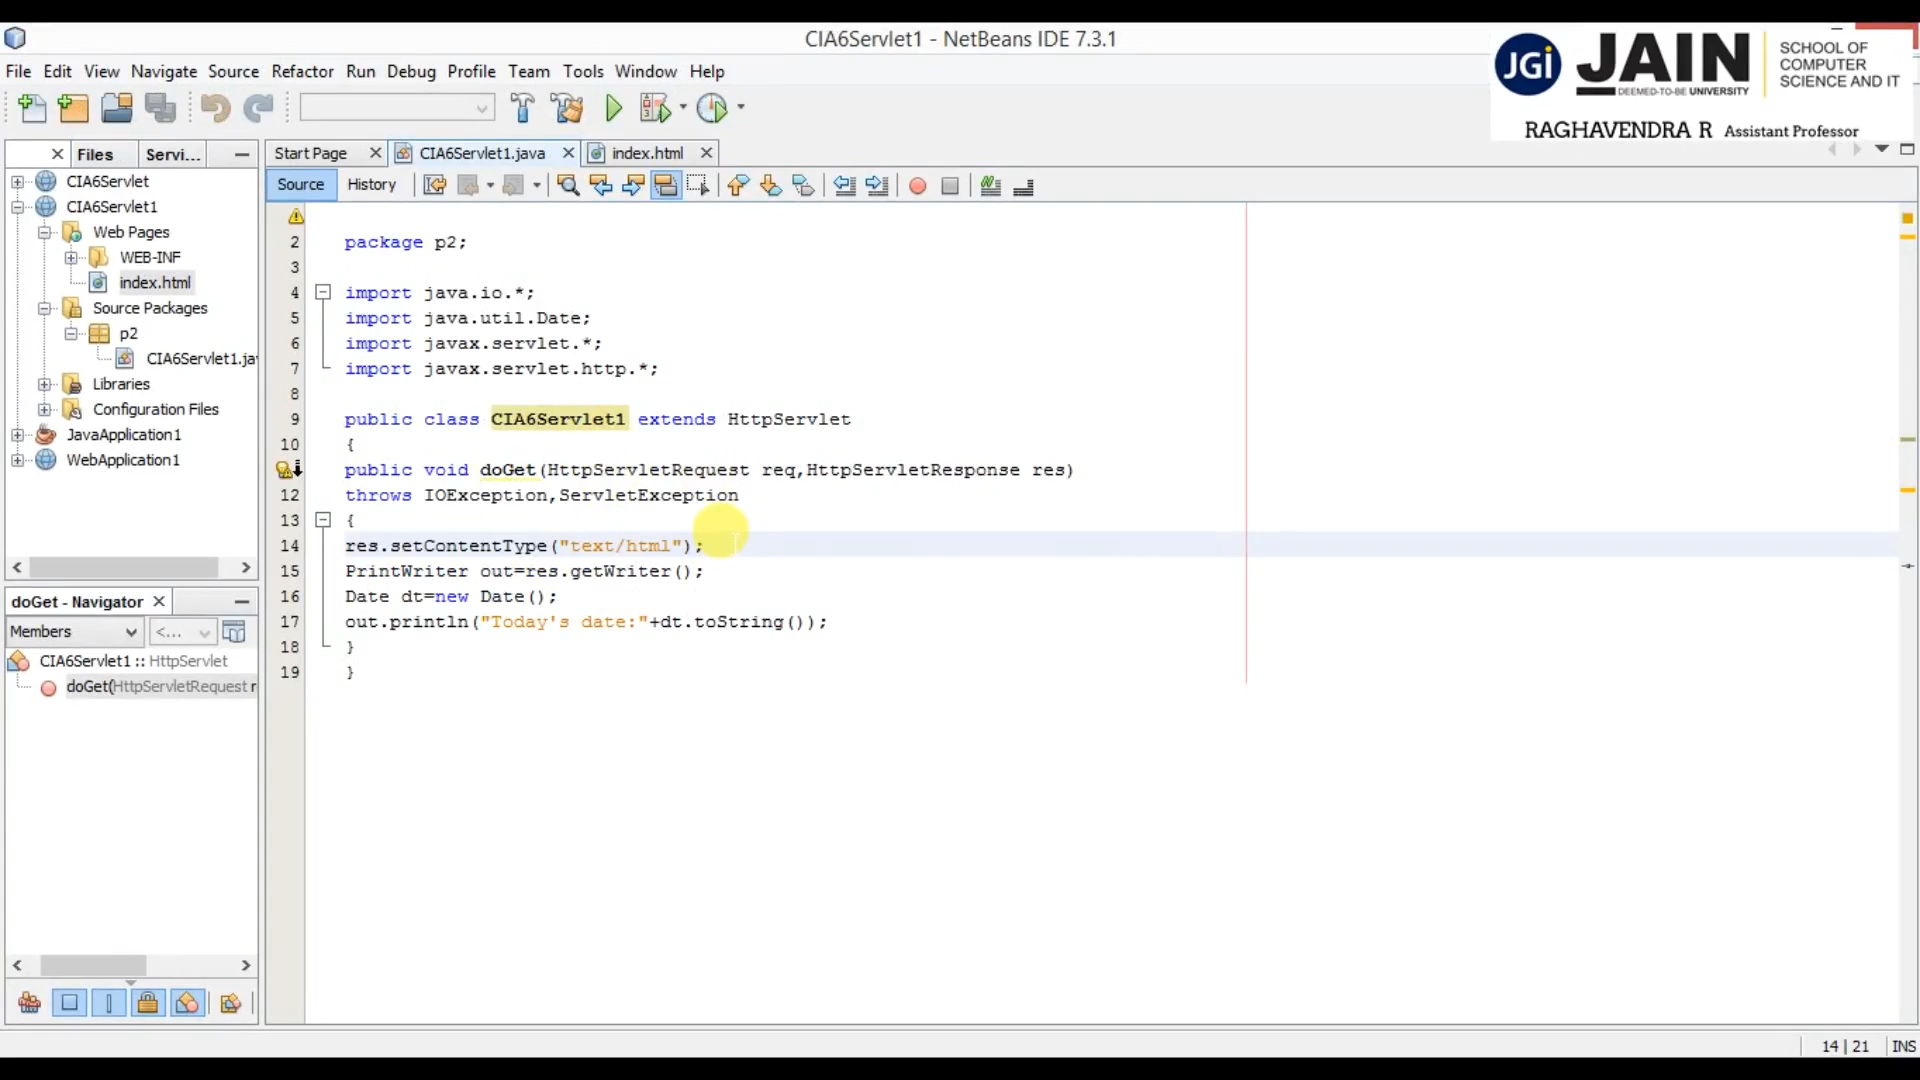 CIA6Servlet1 - NetBeans IDE 7.3.1
JGi JAIN DEEMED-TO-BE UNIVERSITY
SCHOOL OF
COMPUTER
SCIENCE AND IT
RAGHAVENDRA R Assistant Professor
File Edit View Navigate Source Refactor Run Debug Profile Team Tools Window Help
Files Servi...
Start Page CIA6Servlet1.java index.html
Source History
CIA6Servlet
CIA6Servlet1
Web Pages
WEB-INF
index.html
Source Packages
p2
CIA6Servlet1.ja
Libraries
Configuration Files
JavaApplication1
WebApplication1
doGet - Navigator
Members <...
CIA6Servlet1 :: HttpServlet
doGet(HttpServletRequest r
2 package p2;
3
4 import java.io.*;
5 import java.util.Date;
6 import javax.servlet.*;
7 import javax.servlet.http.*;
8
9 public class CIA6Servlet1 extends HttpServlet
10 {
public void doGet(HttpServletRequest req,HttpServletResponse res)
12 throws IOException,ServletException
13 {
14 res.setContentType("text/html");
15 PrintWriter out=res.getWriter();
16 Date dt=new Date();
17 out.println("Today's date:"+dt.toString());
18 }
19 }
14 | 21 INS